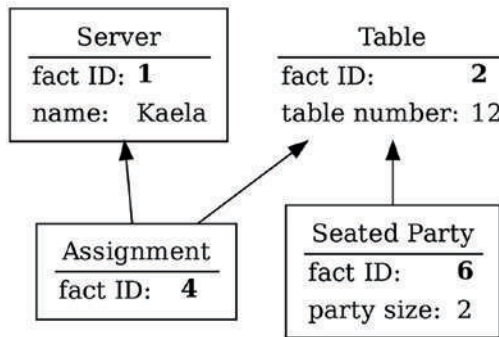 Server
fact ID: 1
name: Kaela
Table
fact ID: 2
table number: 12
Assignment
fact ID: 4
Seated Party
fact ID: 6
party size: 2